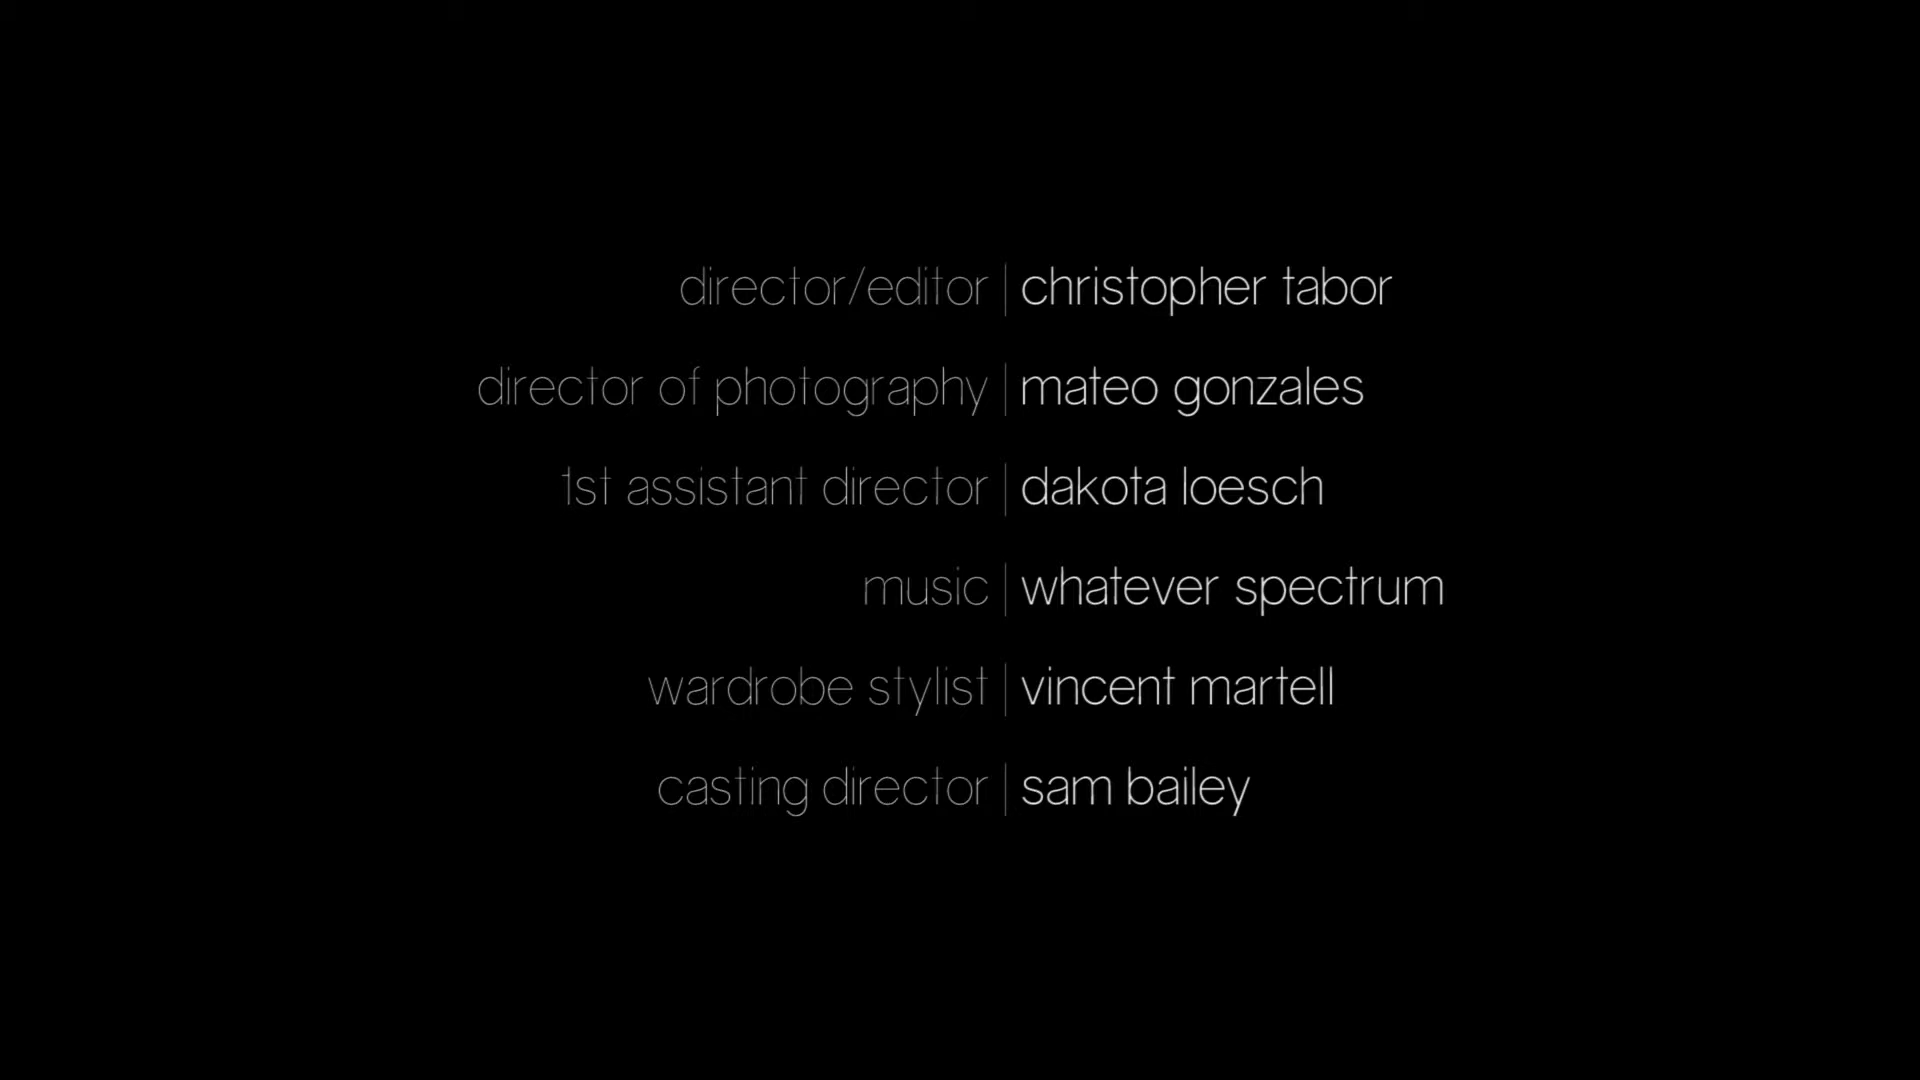 director/editor | christopher tabor
director of photography | mateo gonzales
1st assistant director | dakota loesch
music | whatever spectrum
wardrobe stylist | vincent martell
casting director | sam bailey